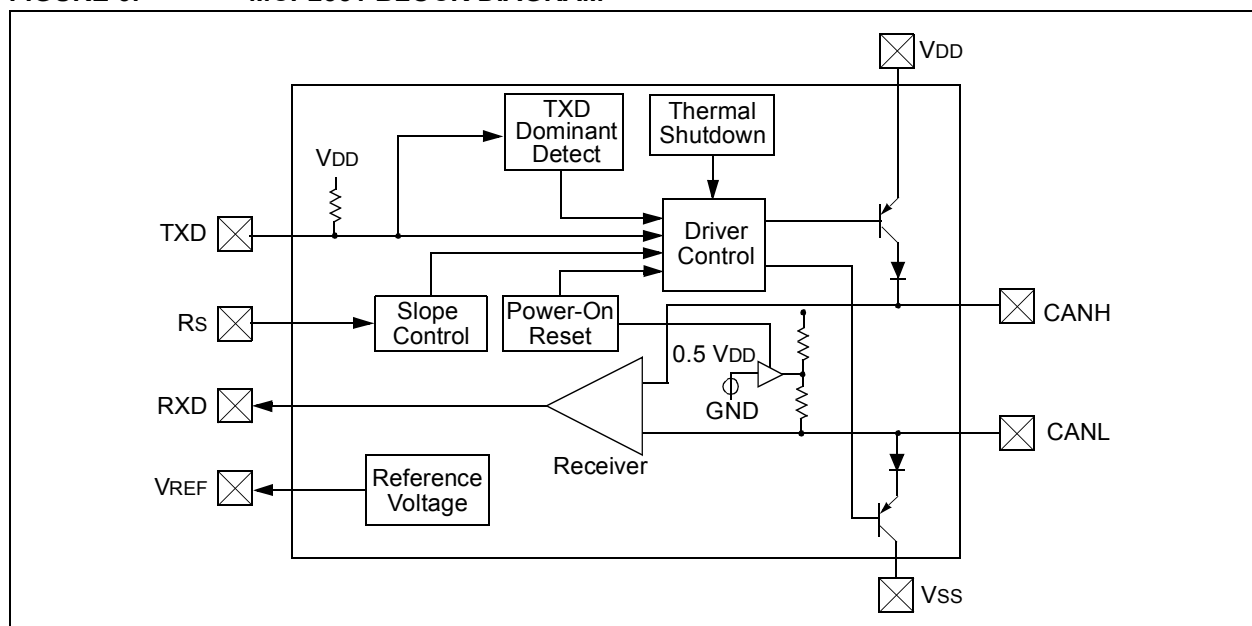 VDD
TXD
Dominant
Detect
Thermal
Shutdown
VDD
TXD
Driver
Control
RS
Slope
Control
Power-On
Reset
CANH
0.5 VDD
GND
RXD
Receiver
CANL
VREF
Reference
Voltage
VSS